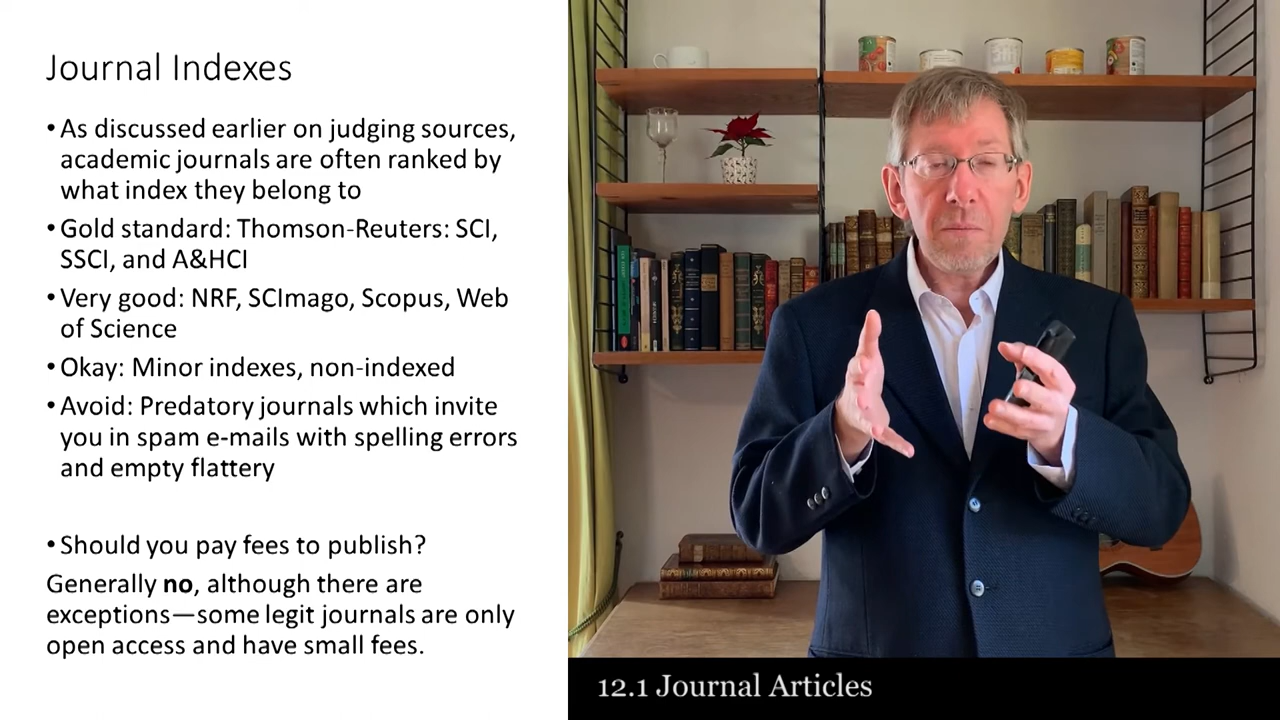 Journal Indexes
• As discussed earlier on judging sources,
academic journals are often ranked by
what index they belong to
• Gold standard: Thomson-Reuters: SCI,
SSCI, and A&HCI
• Very good: NRF, SCImago, Scopus, Web
of Science
• Okay: Minor indexes, non-indexed
• Avoid: Predatory journals which invite
you in spam e-mails with spelling errors
and empty flattery
• Should you pay fees to publish?
Generally no, although there are
exceptions—some legit journals are only
open access and have small fees.
12.1 Journal Articles